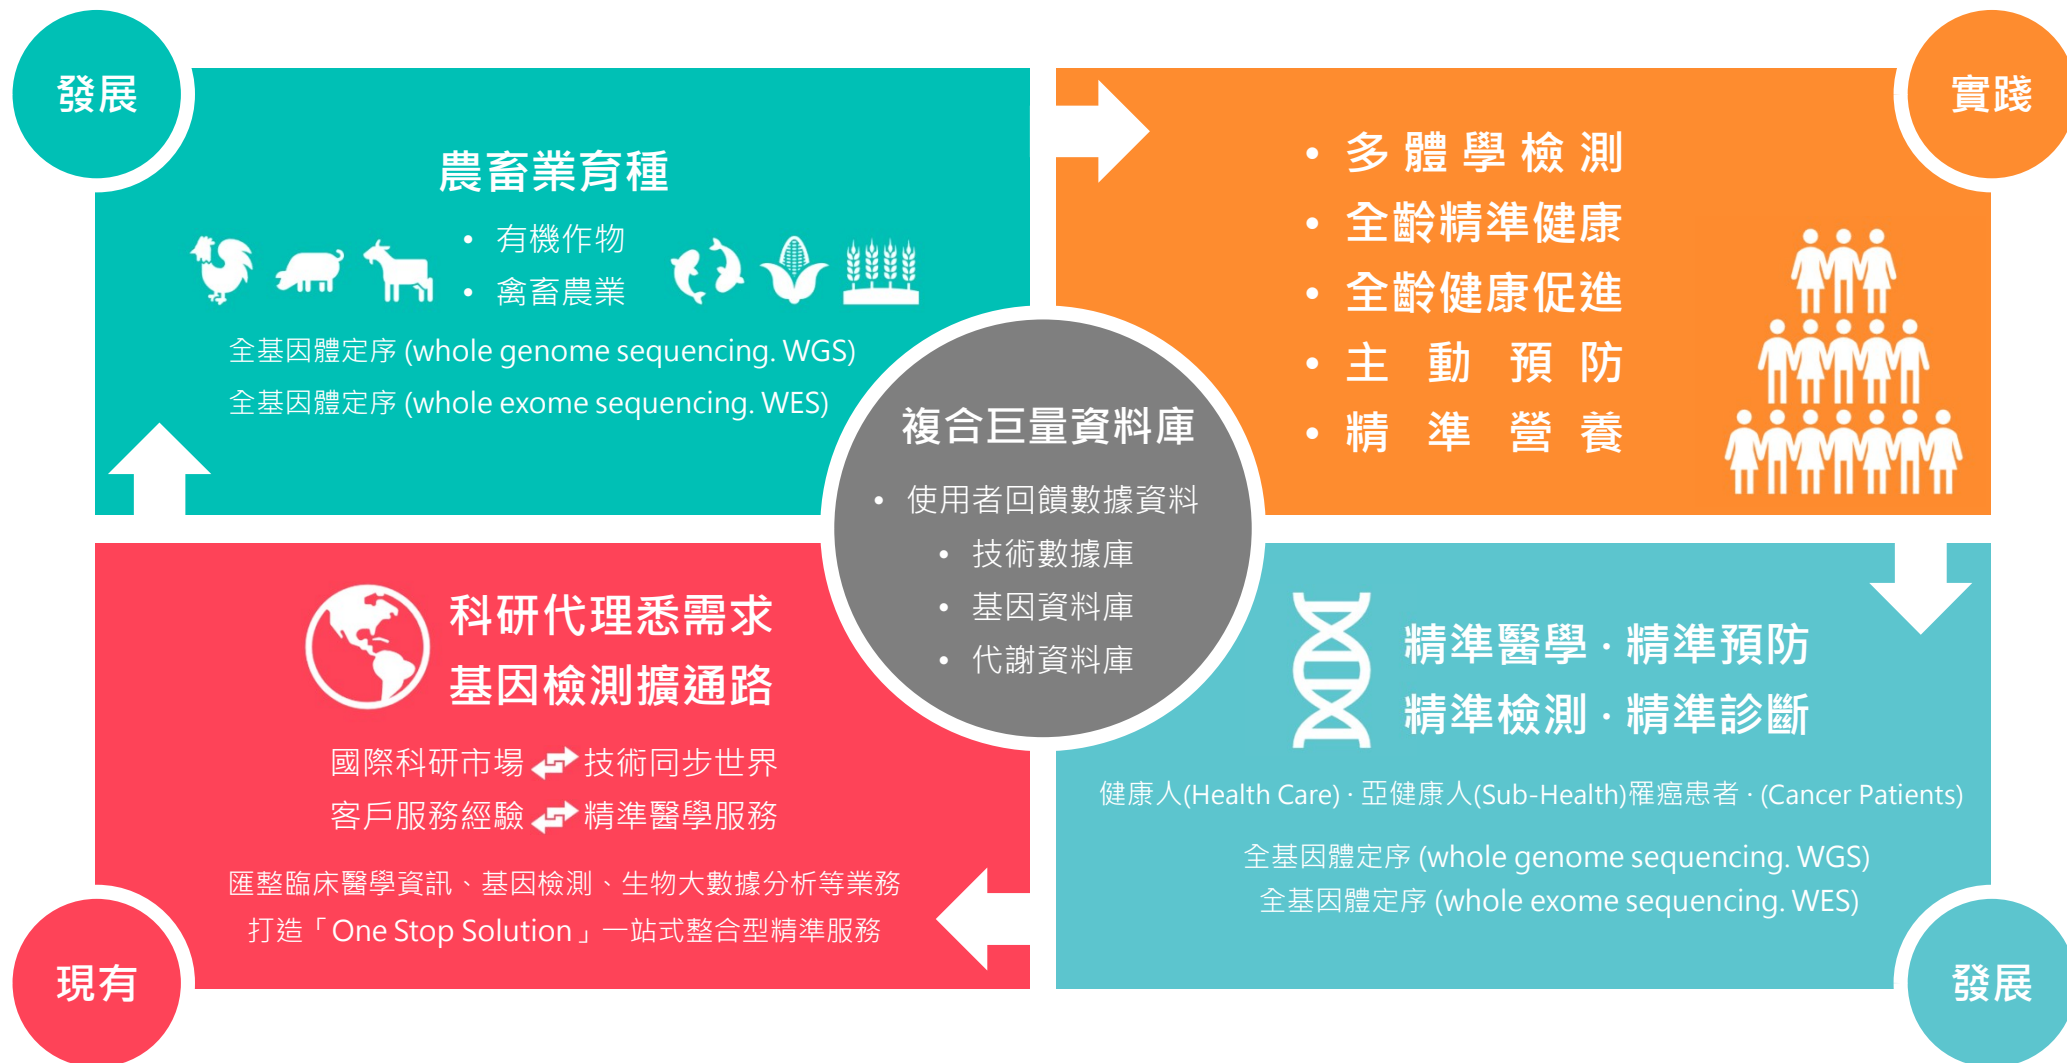 發展
農畜業育種
• 有機作物
• 禽畜農業
全基因體定序 (whole genome sequencing. WGS)
全基因體定序 (whole exome sequencing. WES)
實踐
• 多體學檢測
• 全齡精準健康
• 全齡健康促進
• 主動預防
• 精準營養
複合巨量資料庫
• 使用者回饋數據資料
• 技術數據庫
• 基因資料庫
• 代謝資料庫
科研代理悉需求
基因檢測擴通路
國際科研市場 技術同步世界
客戶服務經驗 精準醫學服務
匯整臨床醫學資訊、基因檢測、生物大數據分析等業務
打造「One Stop Solution」一站式整合型精準服務
現有
精準醫學 · 精準預防
精準檢測 · 精準診斷
健康人(Health Care) · 亞健康人(Sub-Health)罹癌患者 · (Cancer Patients)
全基因體定序 (whole genome sequencing. WGS)
全基因體定序 (whole exome sequencing. WES)
發展